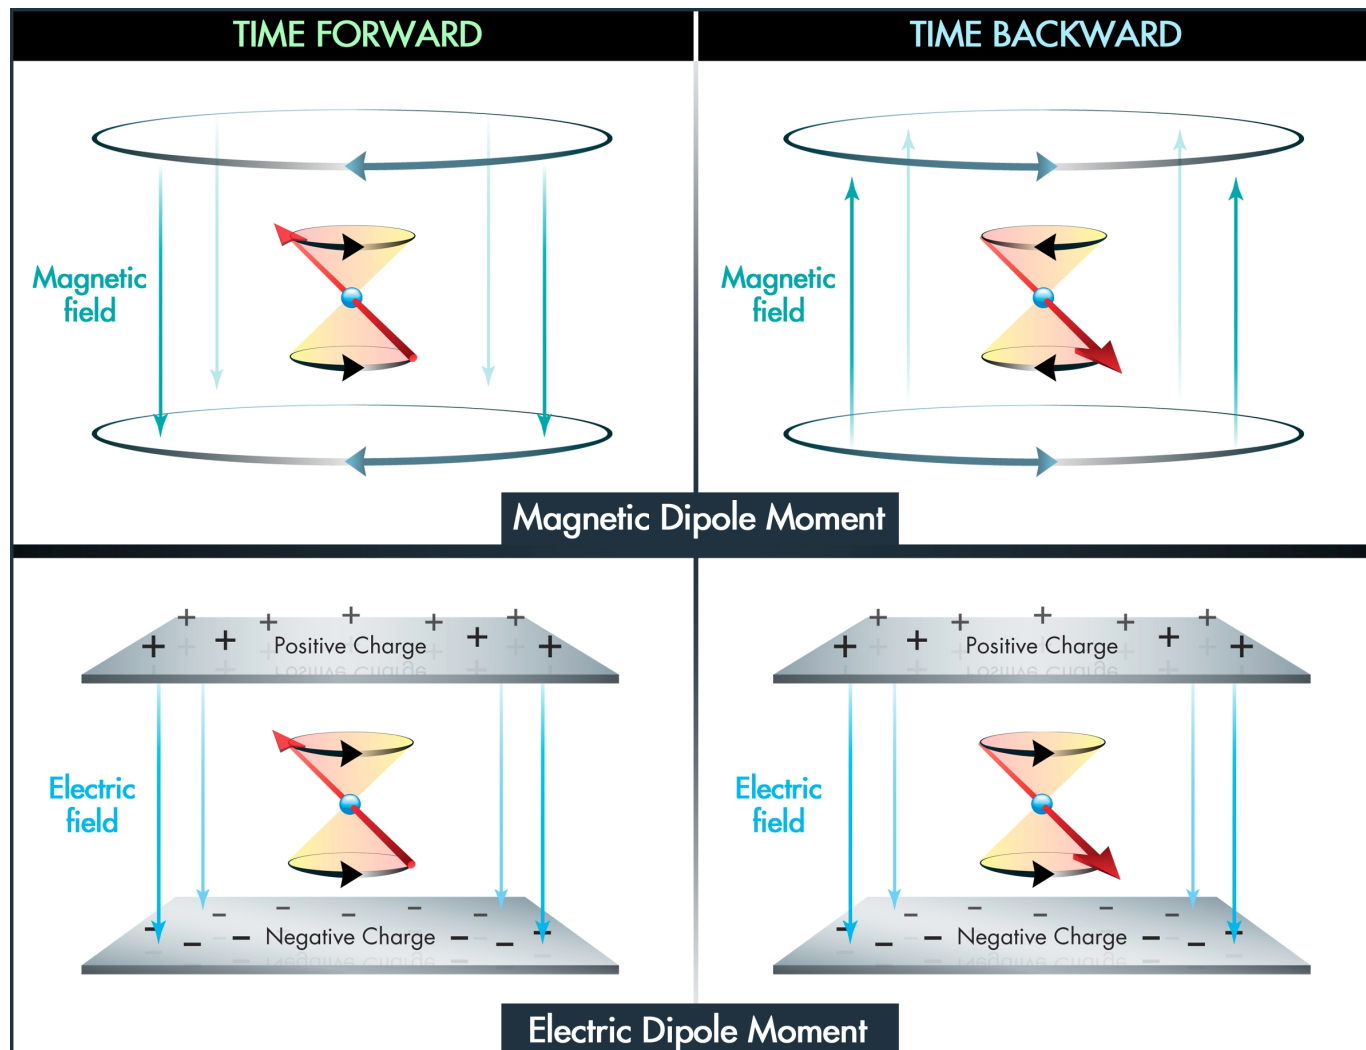 TIME FORWARD
TIME BACKWARD
Magnetic
field
Magnetic
field
Magnetic Dipole Moment
+ + + + +
+ + + +
Positive Charge
+ + + + +
+ + + +
Positive Charge
Electric
field
Electric
field
- - - - -
- - - Negative Charge - - -
- - - - -
- - - Negative Charge - - -
Electric Dipole Moment